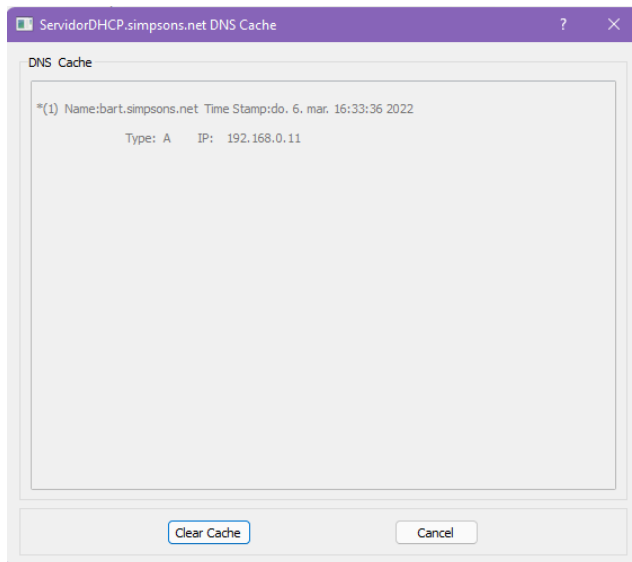 ServidorDHCP.simpsons.net DNS Cache ?
DNS Cache
*(1) Name:bart.simpsons.net Time Stamp:do. 6. mar. 16:33:36 2022
Type: A IP: 192.168.0.11
Clear Cache Cancel